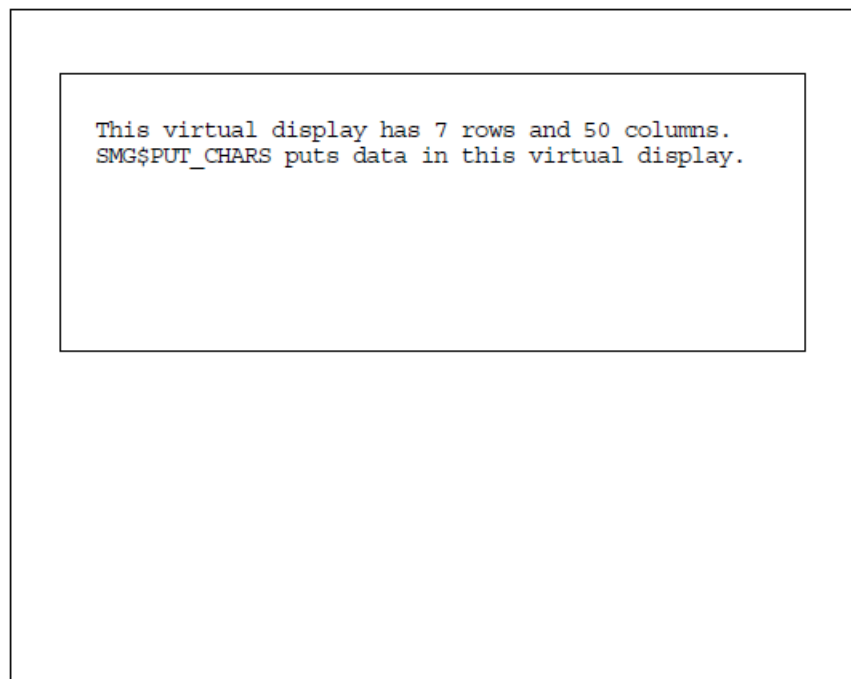 This virtual display has 7 rows and 50 columns.
SMG$PUT_CHARS puts data in this virtual display.